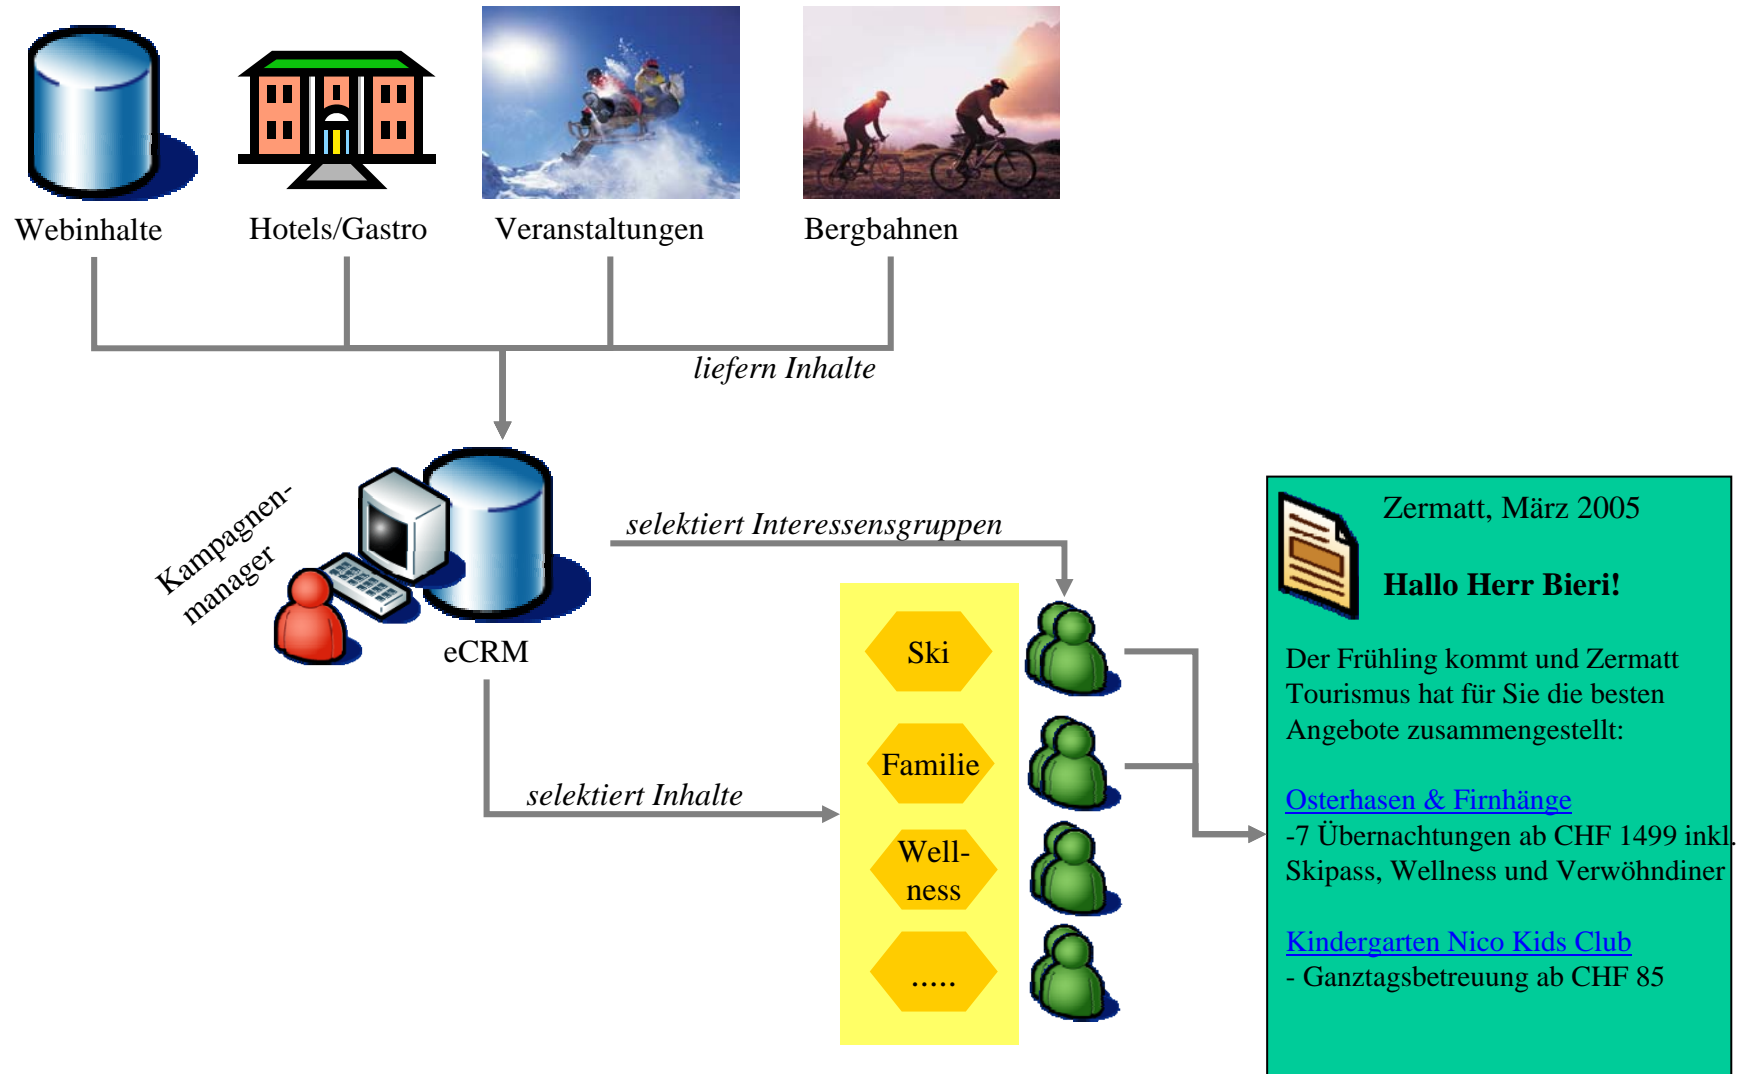 Webinhalte
Hotels/Gastro
Veranstaltungen
Bergbahnen
liefern Inhalte
Kampagnen-
manager
eCRM
selektiert Interessensgruppen
selektiert Inhalte
Ski
Familie
Well-
ness
.....
Zermatt, März 2005
Hallo Herr Bieri!
Der Frühling kommt und Zermatt
Tourismus hat für Sie die besten
Angebote zusammengestellt:
Osterhasen & Firnhänge
-7 Übernachtungen ab CHF 1499 inkl.
Skipass, Wellness und Verwöhndiner
Kindergarten Nico Kids Club
- Ganztagsbetreuung ab CHF 85